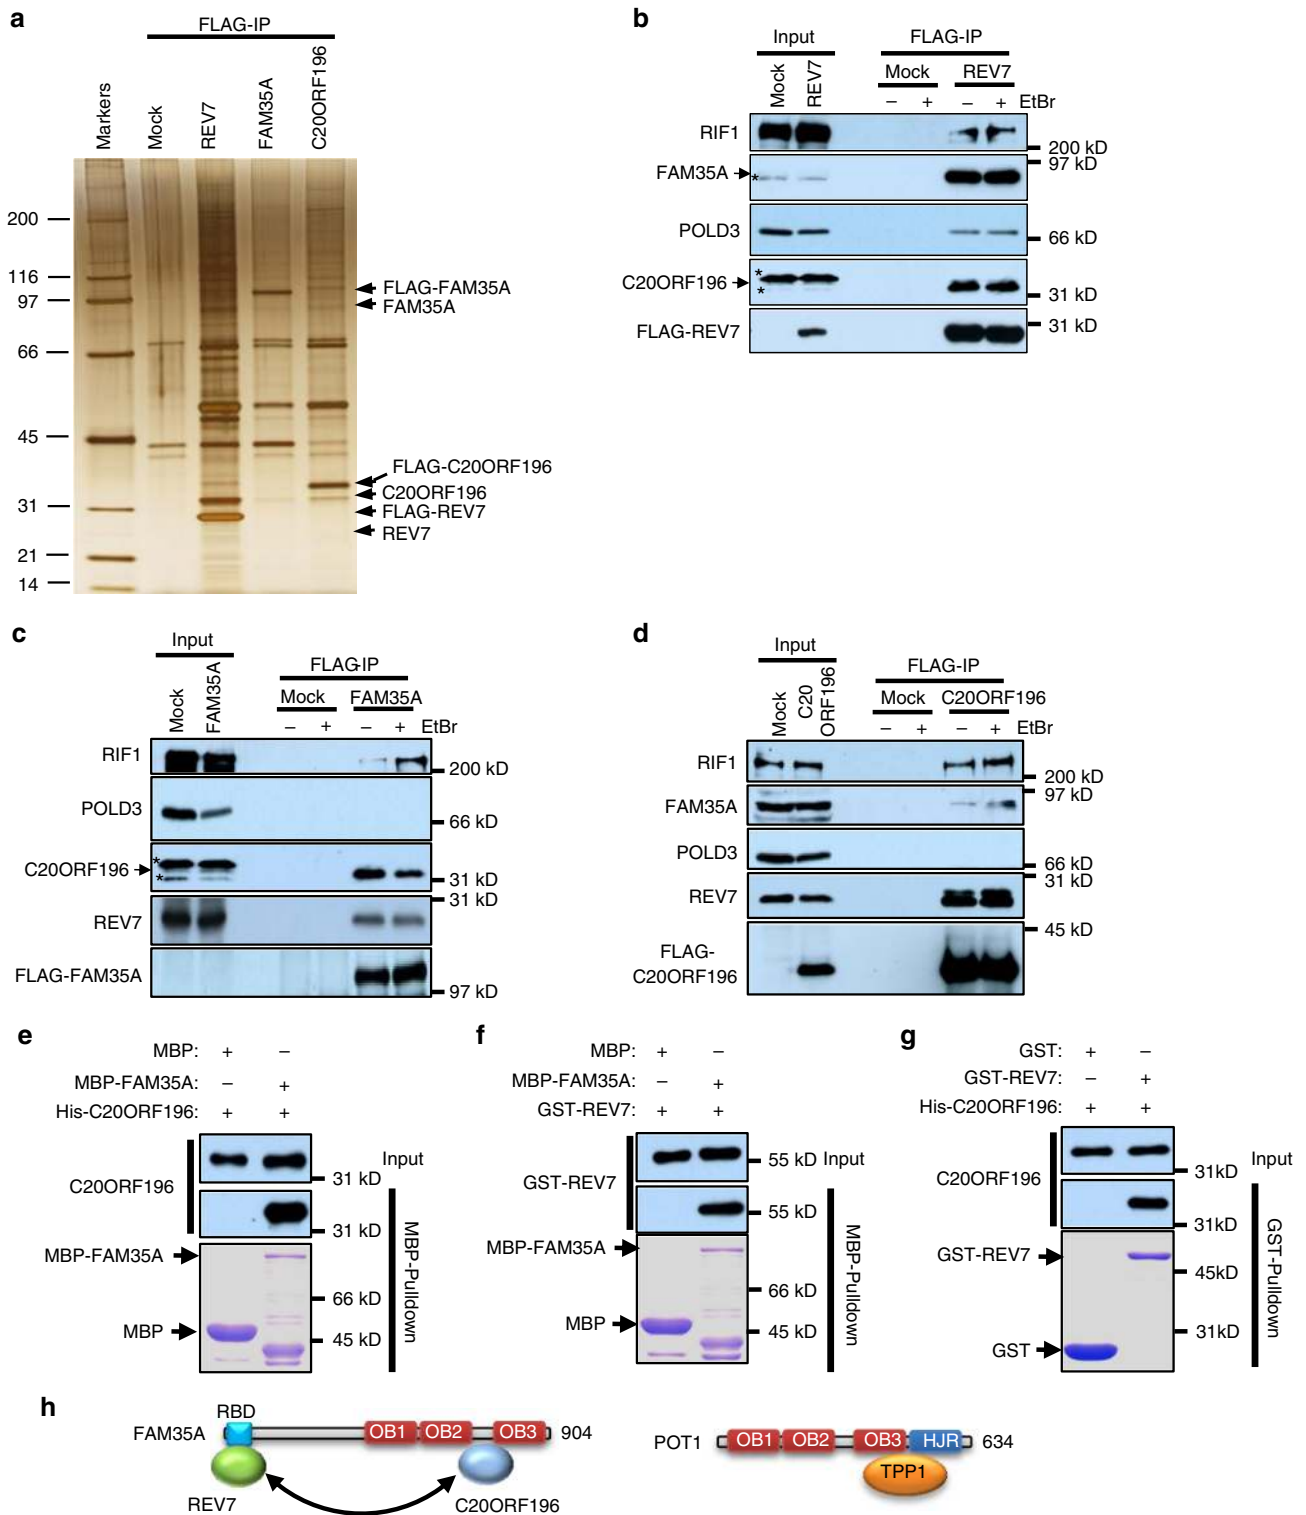 a
FLAG-IP
Markers
Mock
REV7
FAM35A
C20ORF196
200
116
97
66
45
31
21
14
FLAG-FAM35A
FAM35A
FLAG-C20ORF196
C20ORF196
FLAG-REV7
REV7
b
Input
FLAG-IP
Mock
REV7
Mock
REV7
– + – + EtBr
RIF1
200 kD
97 kD
FAM35A
*
POLD3
66 kD
C20ORF196
*
*
31 kD
31 kD
FLAG-REV7
c
Input
FLAG-IP
Mock
FAM35A
Mock
FAM35A
– + – + EtBr
RIF1
200 kD
POLD3
66 kD
C20ORF196
*
*
31 kD
31 kD
REV7
FLAG-FAM35A
97 kD
d
Input
FLAG-IP
Mock
C20
ORF196
Mock
C20ORF196
– + – + EtBr
RIF1
200 kD
97 kD
FAM35A
POLD3
66 kD
31 kD
REV7
45 kD
FLAG-
C20ORF196
e
MBP: + –
MBP-FAM35A: – +
His-C20ORF196: + +
C20ORF196
Input
31 kD
31 kD
MBP-FAM35A
66 kD
MBP
45 kD
MBP-Pulldown
f
MBP: + –
MBP-FAM35A: – +
GST-REV7: + +
GST-REV7
55 kD Input
55 kD
MBP-FAM35A
66 kD
MBP
45 kD
MBP-Pulldown
g
GST: + –
GST-REV7: – +
His-C20ORF196: + +
C20ORF196
Input
31kD
31kD
GST-REV7
45kD
31kD
GST
GST-Pulldown
h
RBD
FAM35A
OB1 OB2 OB3 904
REV7
C20ORF196
POT1
OB1 OB2 OB3 HJR 634
TPP1